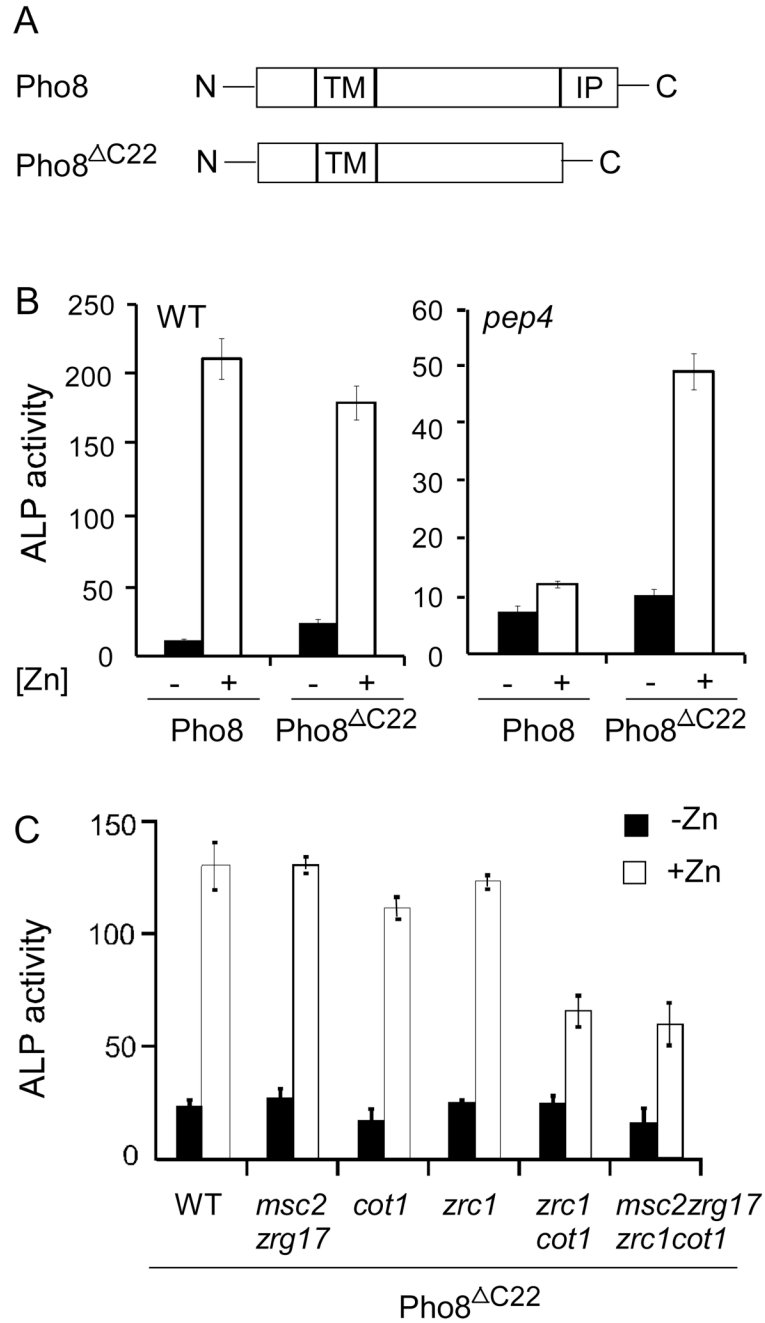 A
Pho8 N TM IP C
Pho8ΔC22 N TM C
B
WT
pep4
ALP activity
250
200
150
100
50
0
60
50
40
30
20
10
0
[Zn] - + - + - + - +
Pho8 Pho8ΔC22 Pho8 Pho8ΔC22
C
-Zn
+Zn
ALP activity
150
100
50
0
WT msc2 cot1 zrc1 zrc1 msc2zrg17
zrg17 cot1 zrc1cot1
Pho8ΔC22